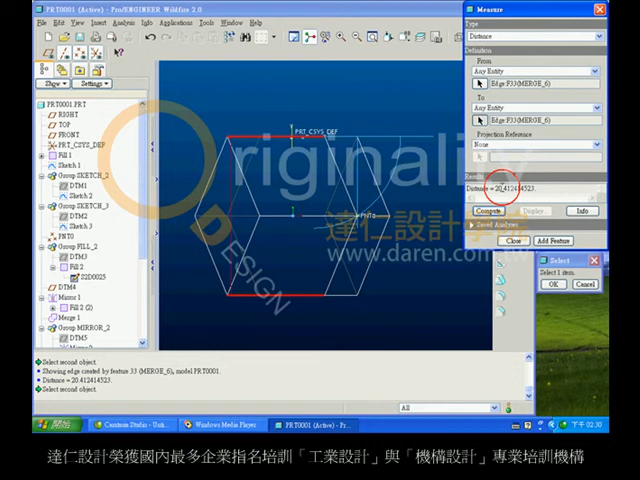 PRT0001 (Active) - Pro/ENGINEER Wildfire 2.0
File Edit View Insert Analysis Info Applications Tools Window Help
Show Settings
PRT0001.PRT
RIGHT
TOP
FRONT
PRT_CSYS_DEF
Fill 1
Sketch 1
Group SKETCH_2
DTM1
Sketch 2
Group SKETCH_3
DTM2
Sketch 3
PNT0
Group FILL_2
DTM3
Fill 2
S2D0025
DTM4
Mirror 1
Fill 2 (2)
Merge 1
Group MIRROR_2
DTM5
PRT_CSYS_DEF
PNT0
Originality
DESIGN
達仁設計學院
www.daren.com.tw
Measure
Type
Distance
Definition
From
Any Entity
Edge:F33(MERGE_6)
To
Any Entity
Edge:F33(MERGE_6)
Projection Reference
None
Results
Distance = 20.412414523.
Compute Display Info
Saved Analyses
Close Add Feature
Select
Select 1 item.
OK Cancel
Select second object.
Showing edge created by feature 33 (MERGE_6), model PRT0001.
Distance = 20.412414523.
Select second object.
All
開始 Camtasia Studio - Unti... Windows Media Player PRT0001 (Active) - Pr... 下午 02:30
達仁設計榮獲國內最多企業指名培訓「工業設計」與「機構設計」專業培訓機構